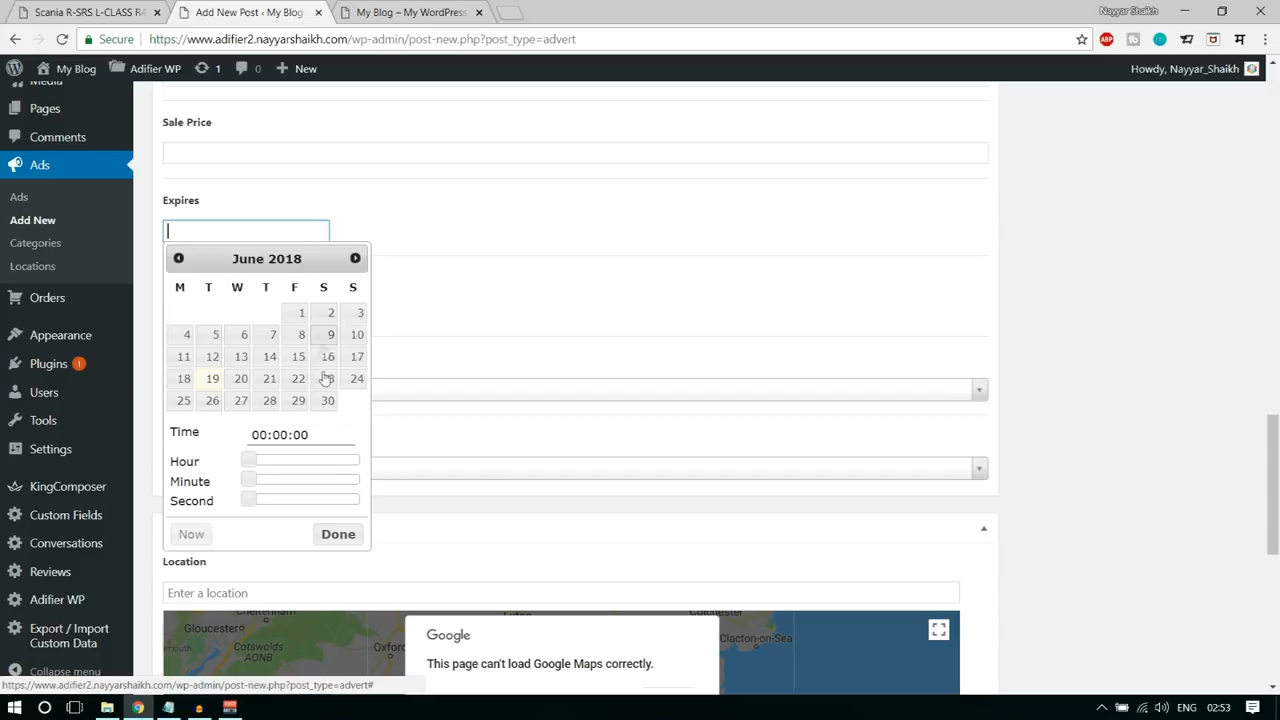 Scania R-SRS L-CLASS R4
Add New Post ‹ My Blog
My Blog – My WordPress
Nayyar Shaikh
Secure
https://www.adifier2.nayyarshaikh.com/wp-admin/post-new.php?post_type=advert
My Blog
Adifier WP
1
0
New
Howdy, Nayyar_Shaikh
Media
Pages
Comments
Ads
Ads
Add New
Categories
Locations
Orders
Appearance
Plugins 1
Users
Tools
Settings
KingComposer
Custom Fields
Conversations
Reviews
Adifier WP
Export / Import
Custom Data
Collapse menu
Sale Price
Expires
June 2018
M T W T F S S
1 2 3
4 5 6 7 8 9 10
11 12 13 14 15 16 17
18 19 20 21 22 23 24
25 26 27 28 29 30
Time 00:00:00
Hour
Minute
Second
Now Done
Location
Enter a location
Cheltenham
Gloucester
Cotswolds
AONB
Colchester
Clacton-on-Sea
Google
This page can't load Google Maps correctly.
https://www.adifier2.nayyarshaikh.com/wp-admin/post-new.php?post_type=advert#
ENG 02:53